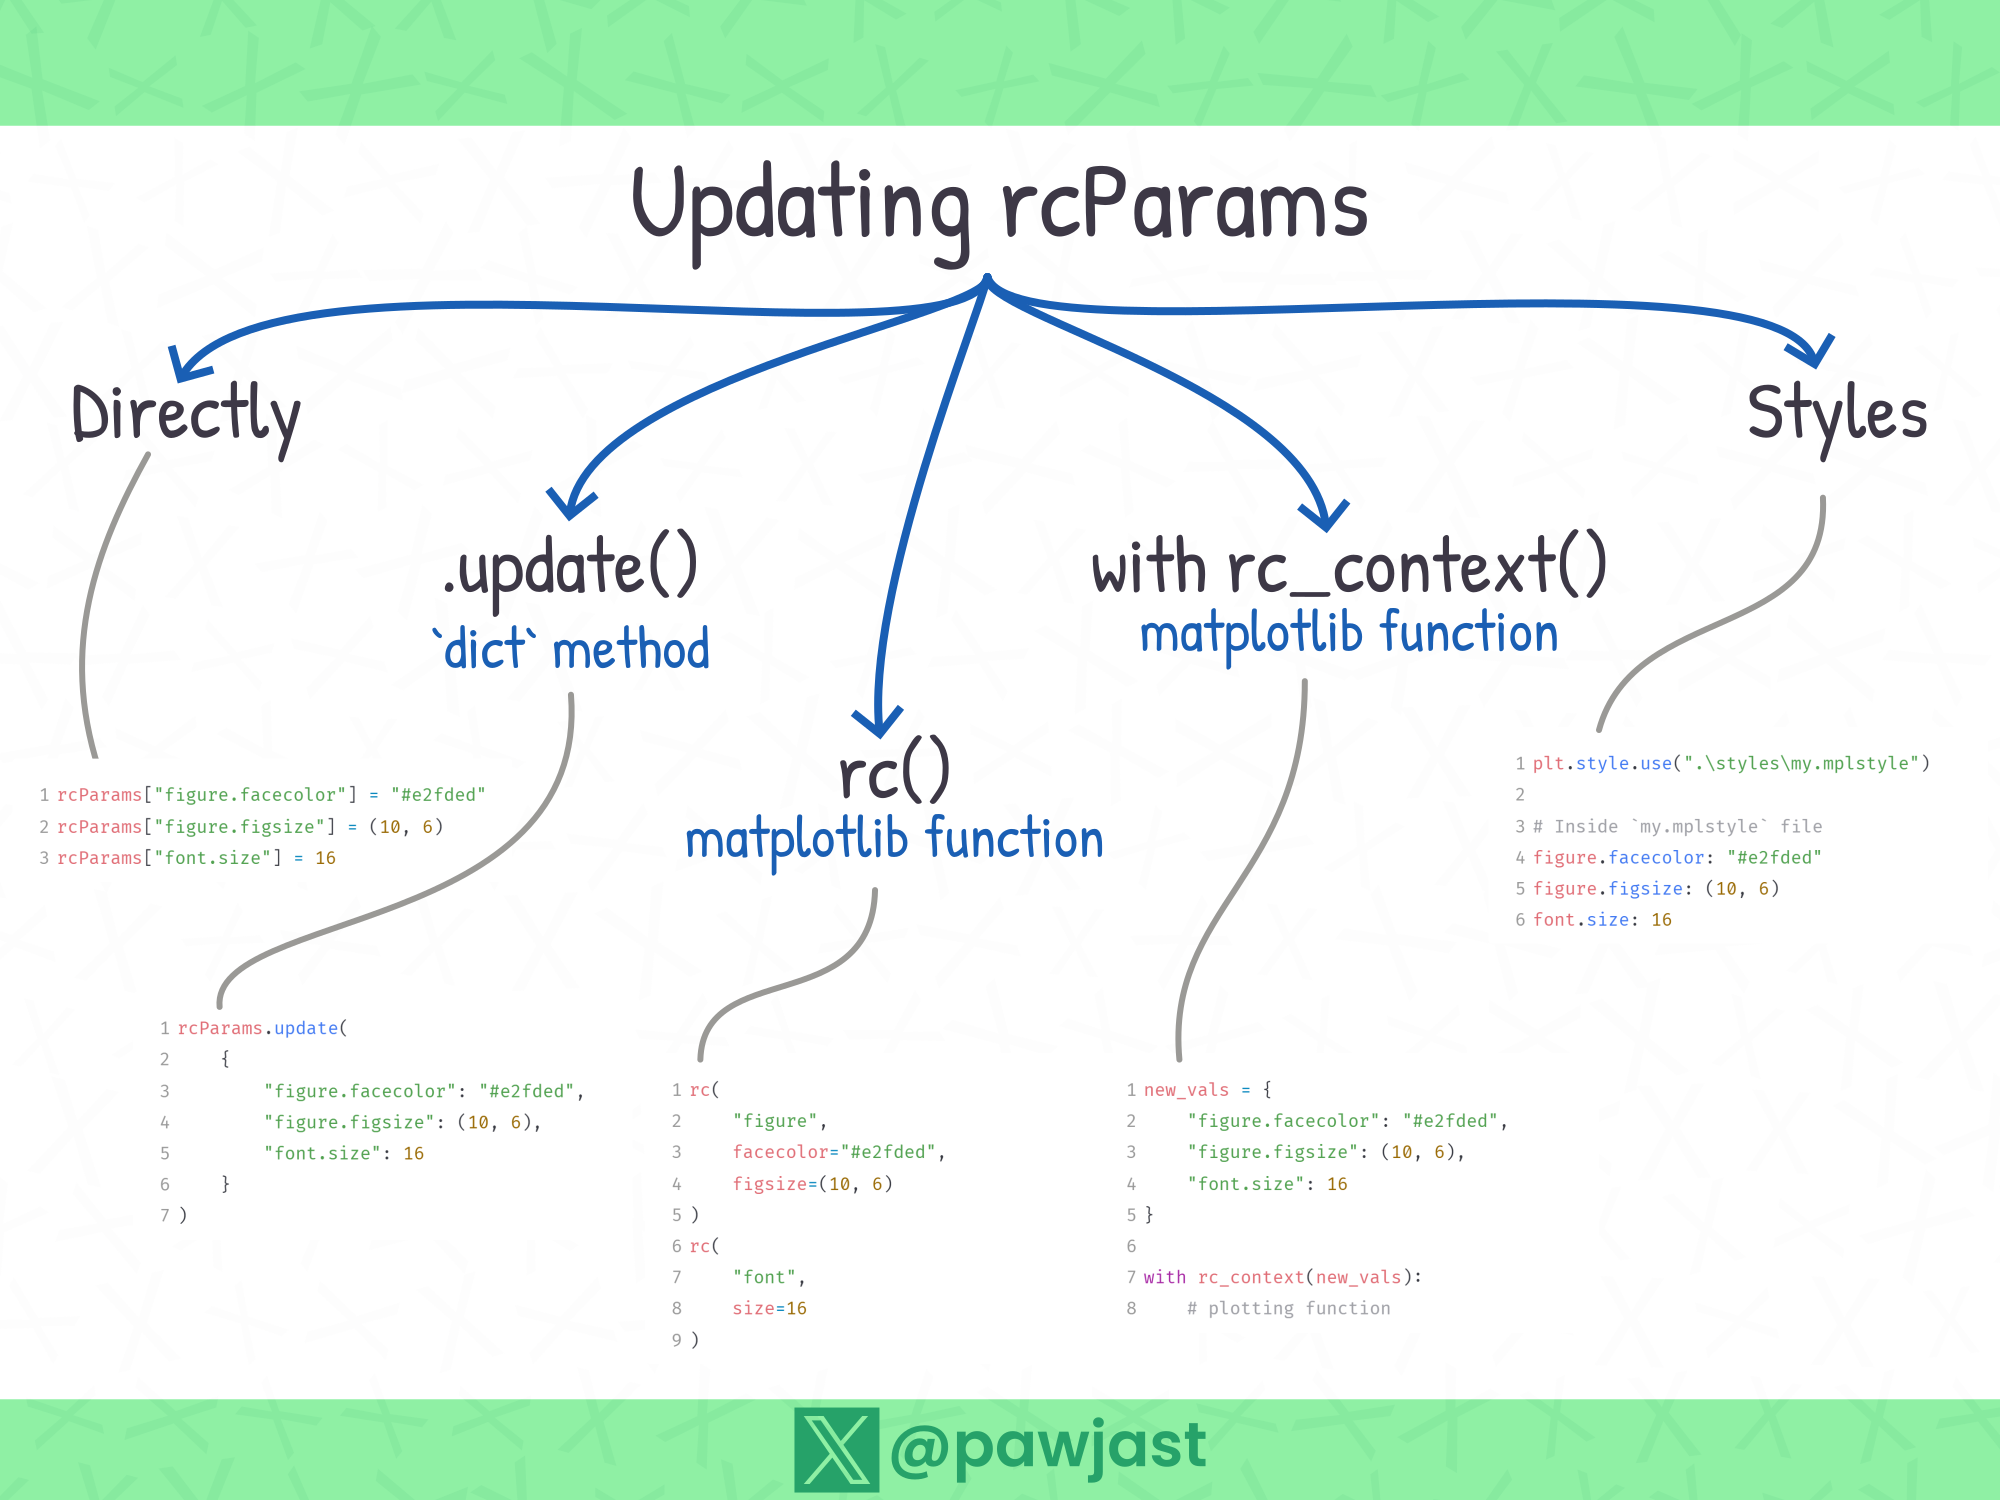 Updating rcParams
Directly
1 rcParams["figure.facecolor"] = "#e2fded"
2 rcParams["figure.figsize"] = (10, 6)
3 rcParams["font.size"] = 16
.update()
`dict` method
1 rcParams.update(
2     {
3         "figure.facecolor": "#e2fded",
4         "figure.figsize": (10, 6),
5         "font.size": 16
6     }
7 )
rc()
matplotlib function
1 rc(
2     "figure",
3     facecolor="#e2fded",
4     figsize=(10, 6)
5 )
6 rc(
7     "font",
8     size=16
9 )
with rc_context()
matplotlib function
1 new_vals = {
2     "figure.facecolor": "#e2fded",
3     "figure.figsize": (10, 6),
4     "font.size": 16
5 }
6
7 with rc_context(new_vals):
8     # plotting function
Styles
1 plt.style.use(".\styles\my.mplstyle")
2
3 # Inside `my.mplstyle` file
4 figure.facecolor: "#e2fded"
5 figure.figsize: (10, 6)
6 font.size: 16
@pawjast